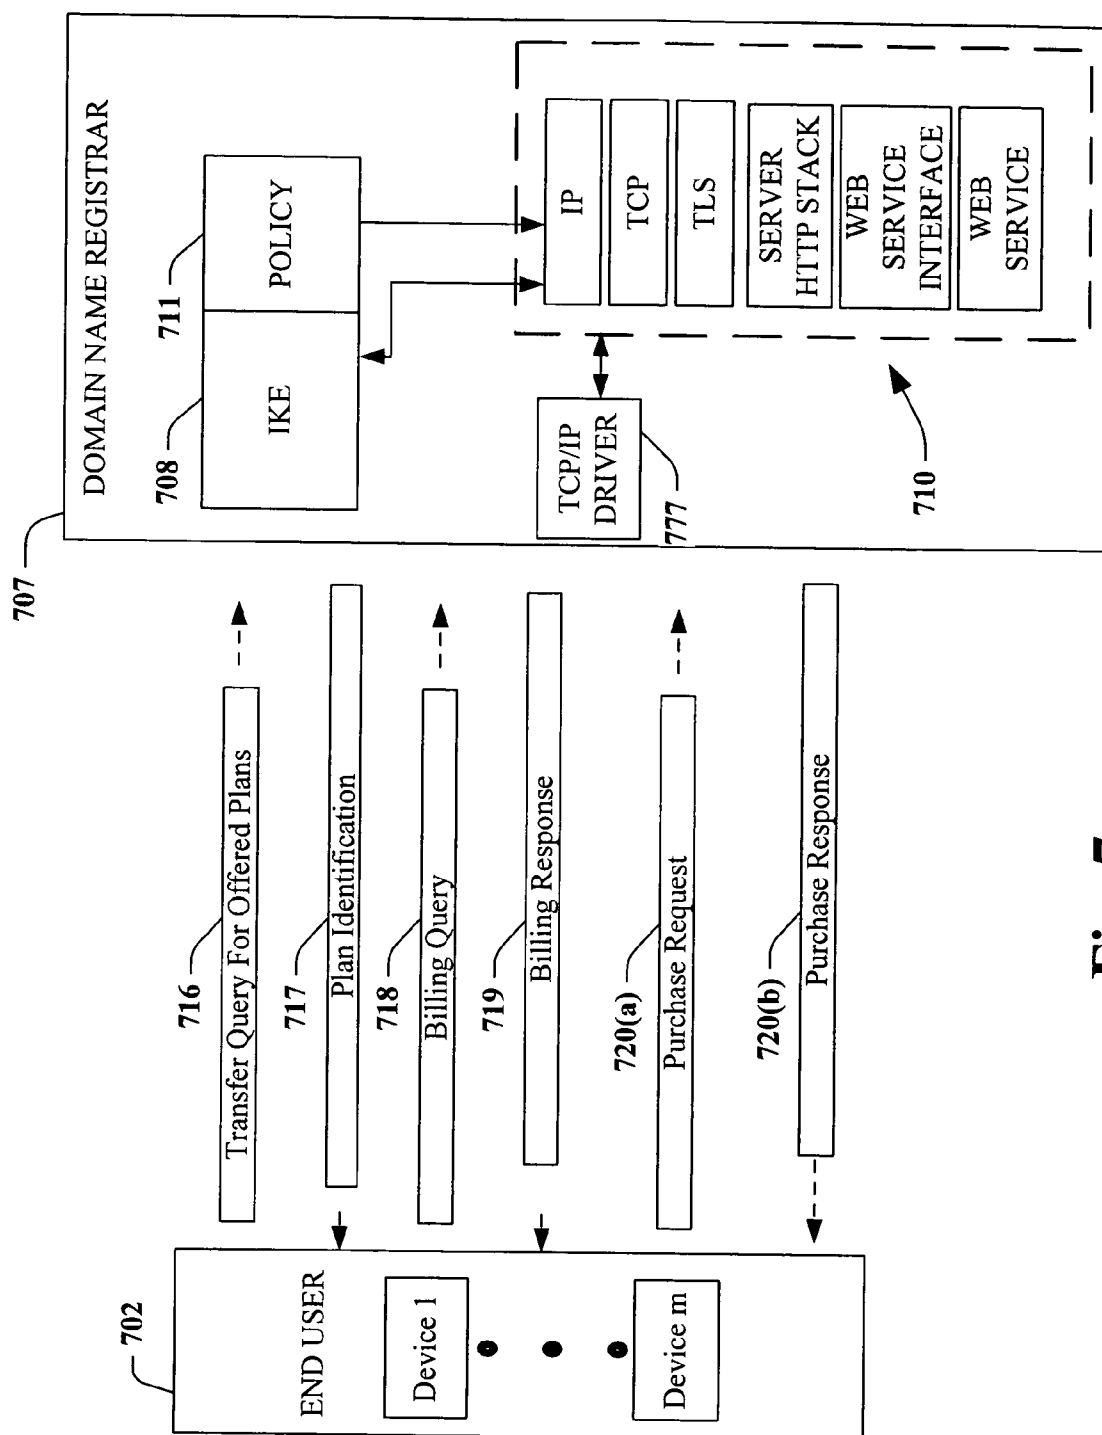 702
END USER
Device 1
Device m
716
Transfer Query For Offered Plans
717
Plan Identification
718
Billing Query
719
Billing Response
720(a)
Purchase Request
720(b)
Purchase Response
707
DOMAIN NAME REGISTRAR
708
711
IKE
POLICY
TCP/IP
DRIVER
777
IP
TCP
TLS
SERVER
HTTP STACK
WEB
SERVICE
INTERFACE
WEB
SERVICE
710